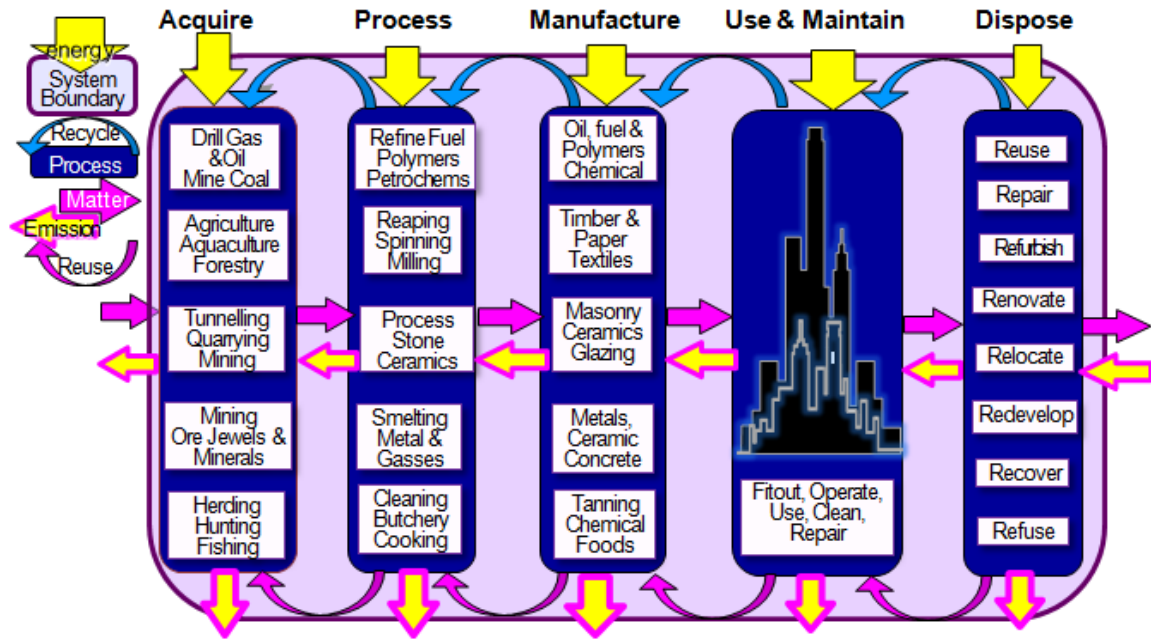 Acquire
Process
Manufacture
Use & Maintain
Dispose
energy
System
Boundary
Recycle
Process
Matter
Emission
Reuse
Drill Gas
&Oil
Mine Coal
Agriculture
Aquaculture
Forestry
Tunnelling
Quarrying
Mining
Mining
Ore Jewels &
Minerals
Herding
Hunting
Fishing
Refine Fuel
Polymers
Petrochems
Reaping
Spinning
Milling
Process
Stone
Ceramics
Smelting
Metal &
Gasses
Cleaning
Butchery
Cooking
Oil, fuel &
Polymers
Chemical
Timber &
Paper
Textiles
Masonry
Ceramics
Glazing
Metals,
Ceramic
Concrete
Tanning
Chemical
Foods
Fitout, Operate,
Use, Clean,
Repair
Reuse
Repair
Refurbish
Renovate
Relocate
Redevelop
Recover
Refuse